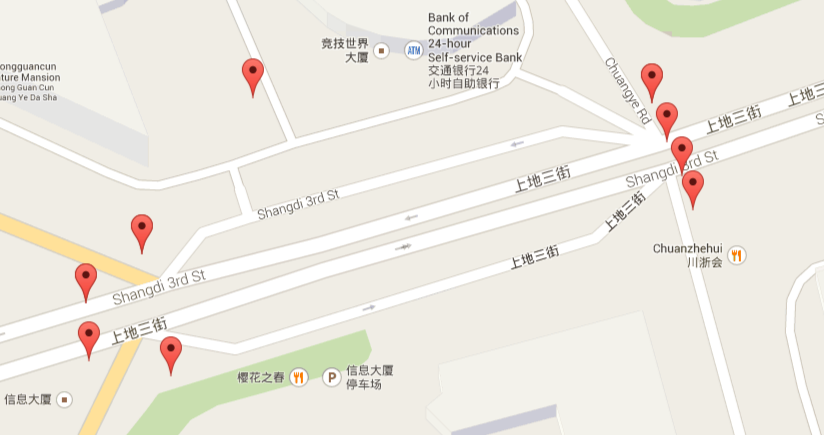 Bank of
Communications
24-hour
Self-service Bank
交通银行24
小时自助银行
ATM
竞技世界
大厦
ongguancun
ture Mansion
ong Guan Cun
uang Ye Da Sha
Chuangye Rd
上地三街
上地三
S
Shangdi 3rd St
上地三街
Shangdi 3rd St
上地三街
Chuanzhehui
川浙会
上地三街
Shangdi 3rd St
上地三街
樱花之春
P
信息大厦
停车场
信息大厦